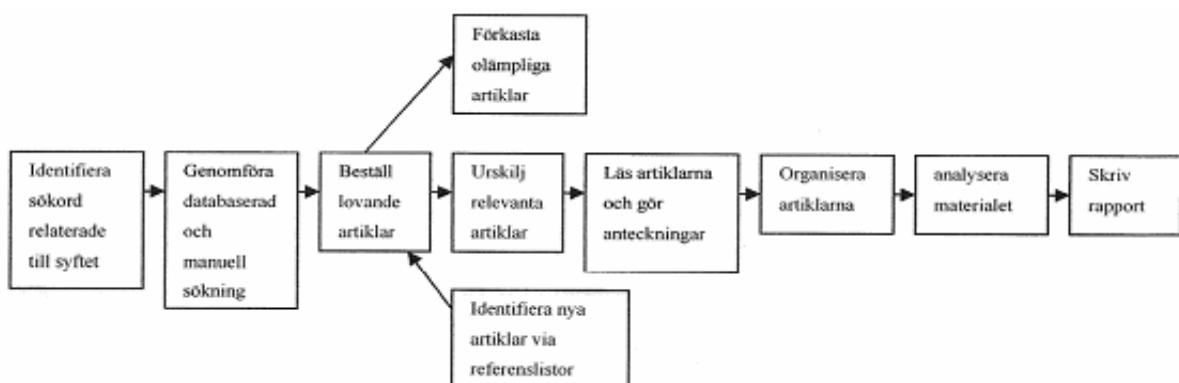 Förkasta
olämpliga
artiklar
Identifiera
sökord
relaterade
till syftet
Genomföra
databaserad
och
manuell
sökning
Beställ
lovande
artiklar
Urskilj
relevanta
artiklar
Läs artiklarna
och gör
anteckningar
Organisera
artiklarna
analysera
materialet
Skriv
rapport
Identifiera nya
artiklar via
referenslistor